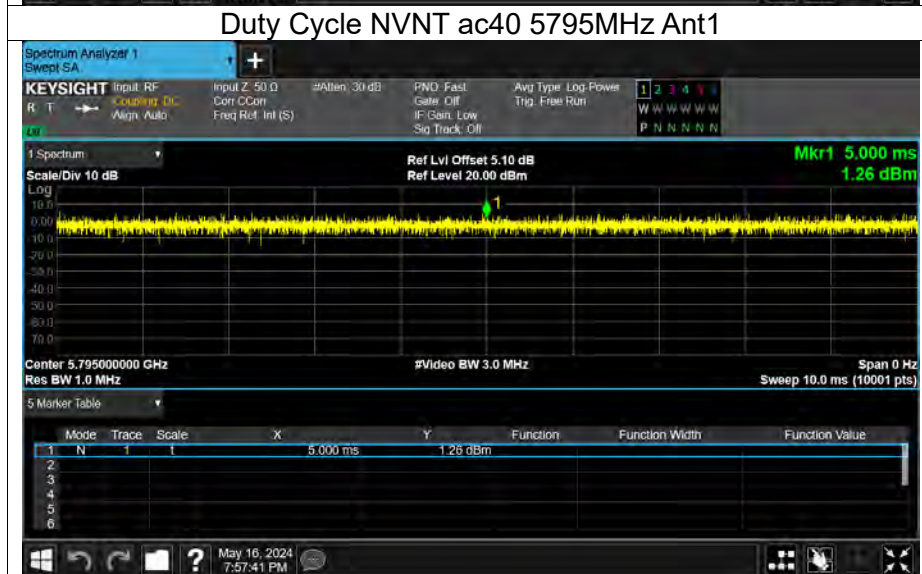 Duty Cycle NVNT ac40 5795MHz Ant1
Spectrum Analyzer 1
Swept SA
+
KEYSIGHT Input: RF Input Z: 50 Ω #Atten: 30 dB PNO: Fast Avg Type: Log-Power 1 2 3 4 5 6
R T Coupling: DC Corr CCorr Gate: Off Trig: Free Run W W W W W W
Align: Auto Freq Ref: Int (S) IF Gain: Low
Sig Track: Off P N N N N N
1 Spectrum
Scale/Div 10 dB
Ref Lvl Offset 5.10 dB
Ref Level 20.00 dBm
Mkr1 5.000 ms
1.26 dBm
Log
10.0
0.00
-10.0
-20.0
-30.0
-40.0
-50.0
-60.0
-70.0
1
Center 5.795000000 GHz #Video BW 3.0 MHz Span 0 Hz
Res BW 1.0 MHz Sweep 10.0 ms (10001 pts)
5 Marker Table
Mode Trace Scale X Y Function Function Width Function Value
1 N 1 t 5.000 ms 1.26 dBm
2
3
4
5
6
? May 16, 2024
7:57:41 PM